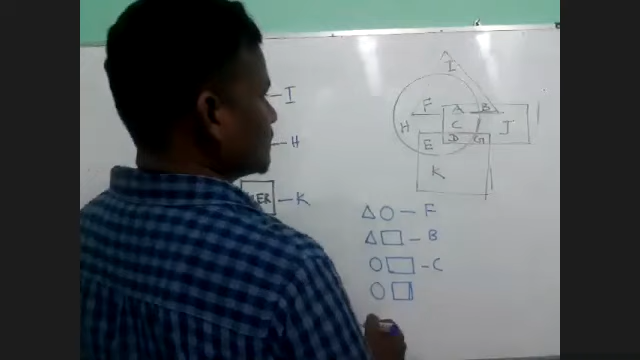 I
– I
F A B
H C J
– H
E D G
K
ER – K
△ ○ – F
△ □ – B
○ □ – C
○ □